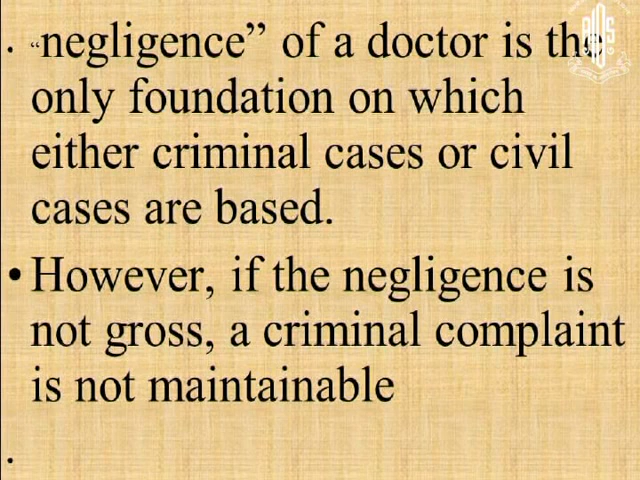 • “negligence” of a doctor is the
only foundation on which
either criminal cases or civil
cases are based.
• However, if the negligence is
not gross, a criminal complaint
is not maintainable
•